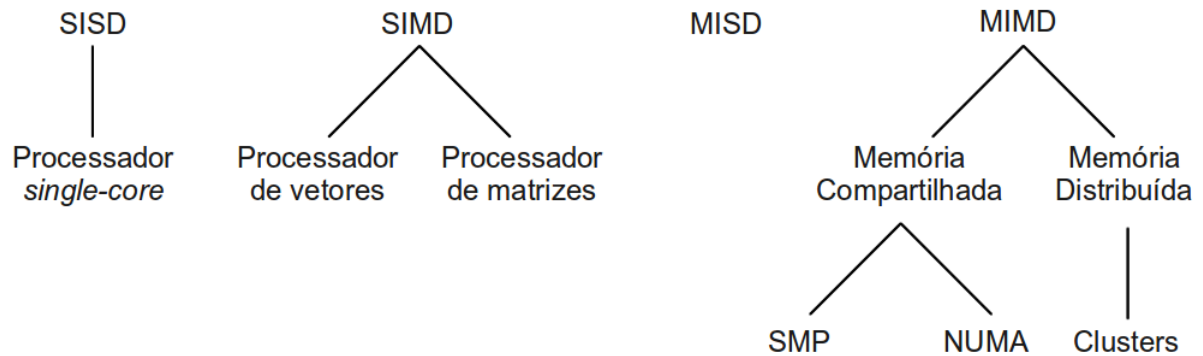 SISD
SIMD
MISD
MIMD
Processador
single-core
Processador
de vetores
Processador
de matrizes
Memória
Compartilhada
Memória
Distribuída
SMP
NUMA
Clusters